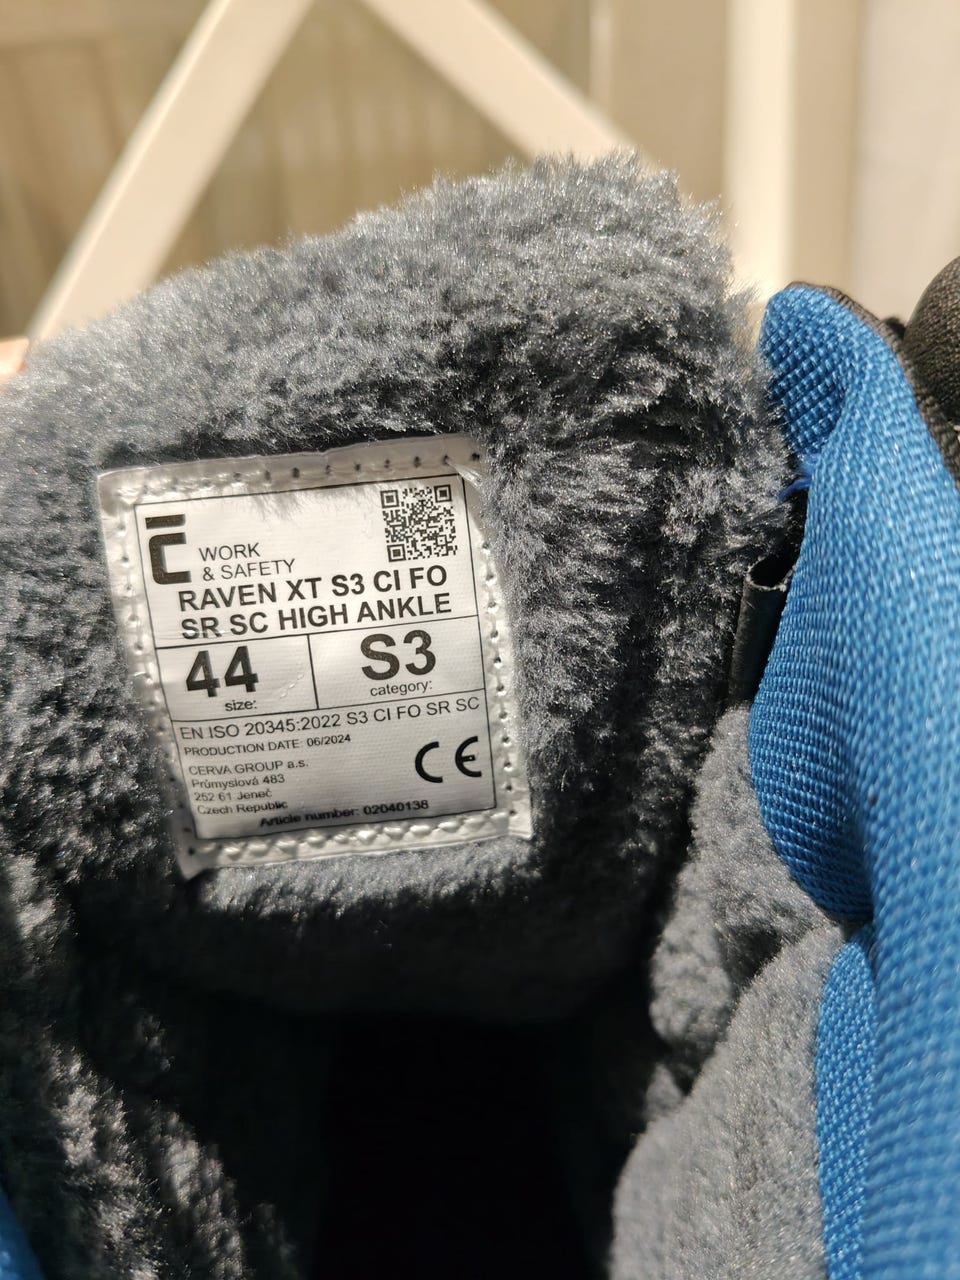 WORK
& SAFETY
RAVEN XT S3 CI FO
SR SC HIGH ANKLE
44
size:
S3
category:
EN ISO 20345:2022 S3 CI FO SR SC
PRODUCTION DATE: 06/2024
CERVA GROUP a.s.
Průmyslová 483
252 61 Jeneč
Czech Republic
CE
Article number: 02040138